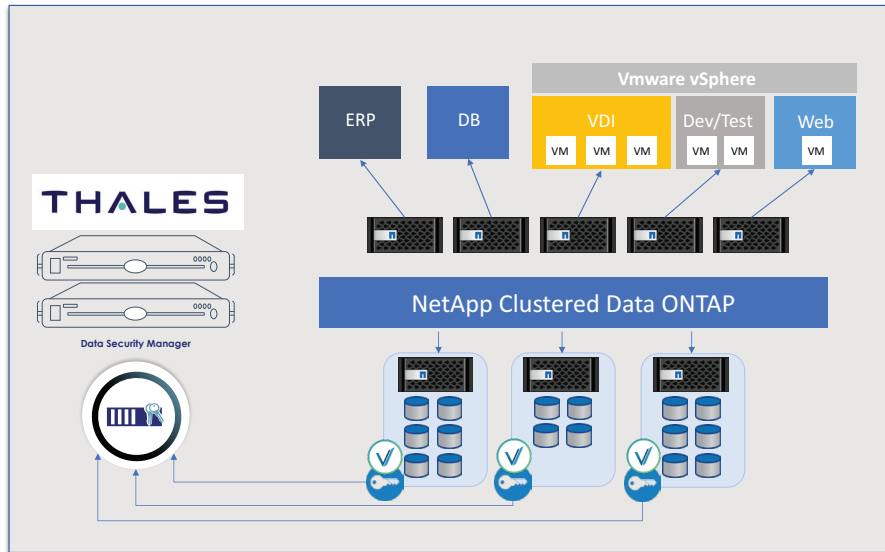 Vmware vSphere
ERP
DB
VDI
Dev/Test
Web
VM VM VM
VM VM
VM
THALES
NetApp Clustered Data ONTAP
Data Security Manager